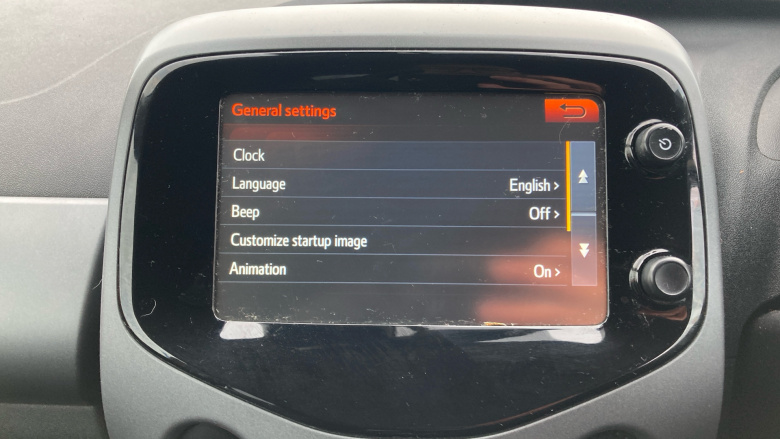 General settings
Clock
Language English >
Beep Off >
Customize startup image
Animation On >